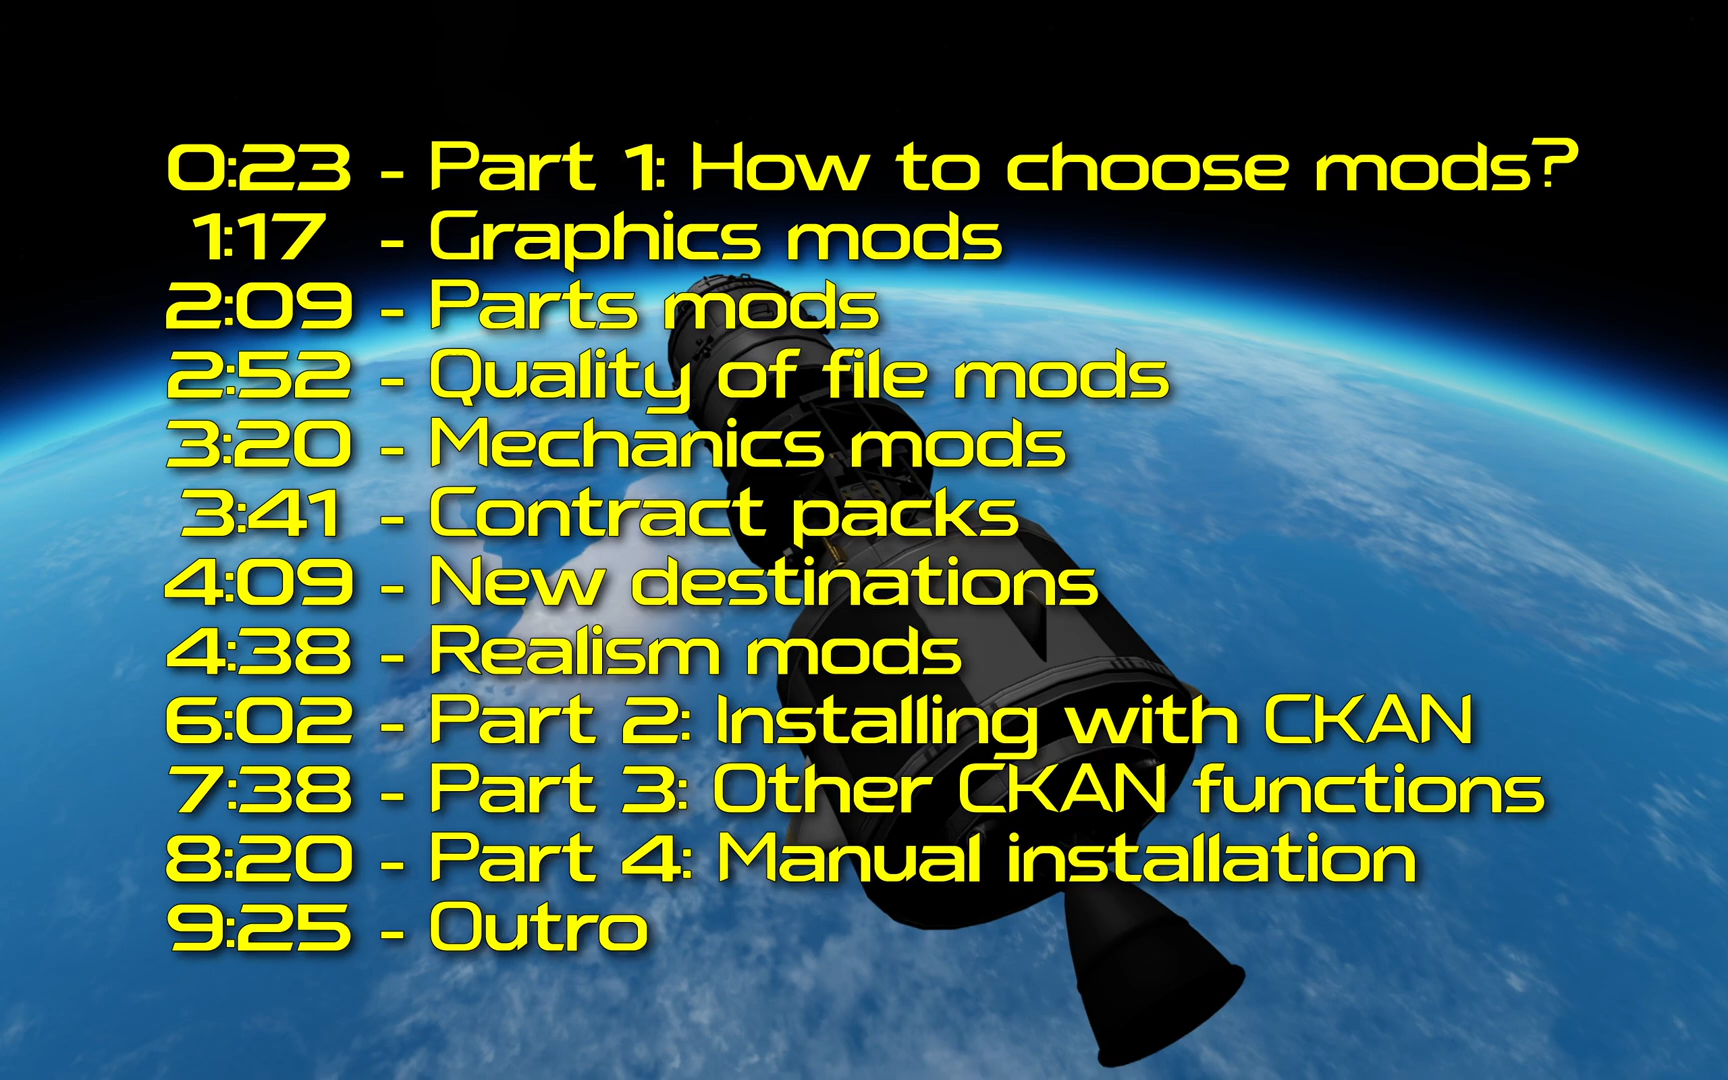 0:23 - Part 1: How to choose mods?
1:17 - Graphics mods
2:09 - Parts mods
2:52 - Quality of file mods
3:20 - Mechanics mods
3:41 - Contract packs
4:09 - New destinations
4:38 - Realism mods
6:02 - Part 2: Installing with CKAN
7:38 - Part 3: Other CKAN functions
8:20 - Part 4: Manual installation
9:25 - Outro